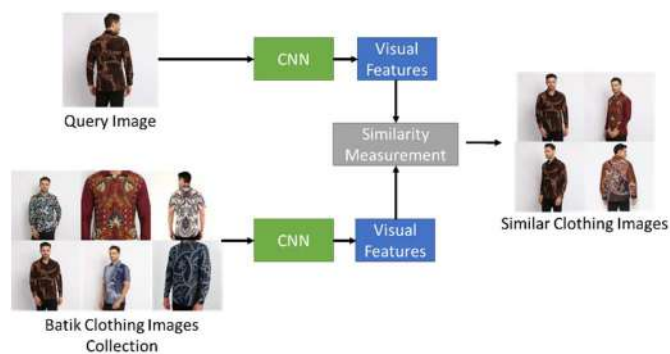 CNN
Visual
Features
Query Image
Similarity
Measurement
Similar Clothing Images
CNN
Visual
Features
Batik Clothing Images
Collection